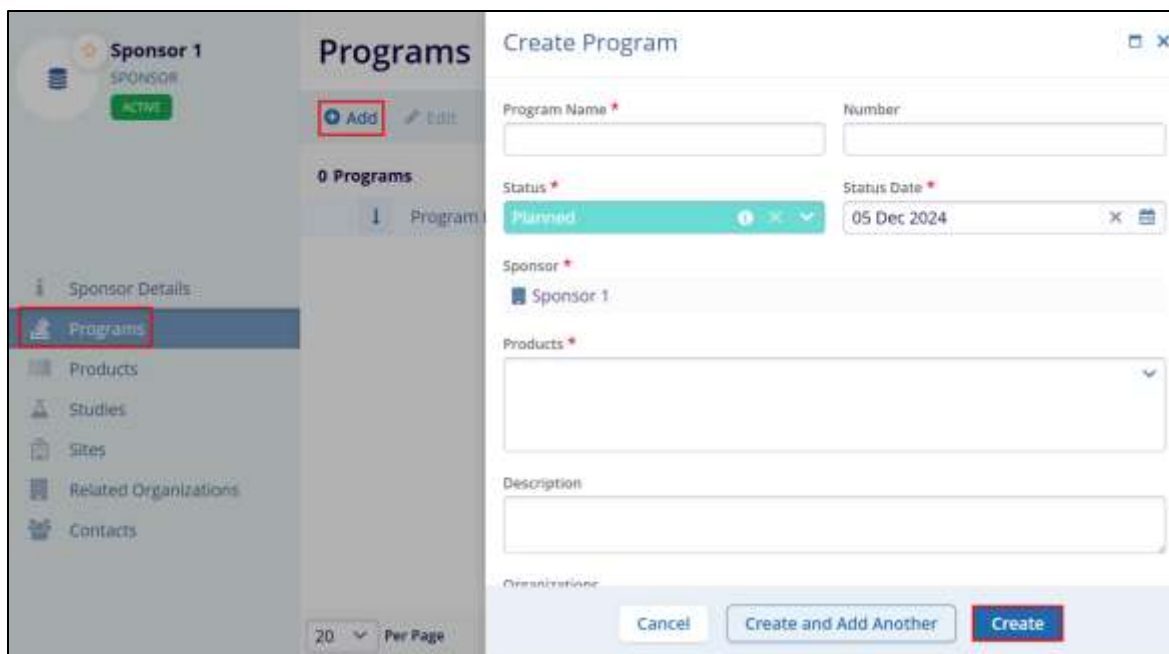 Sponsor 1
SPONSOR
ACTIVE
Sponsor Details
Programs
Products
Studies
Sites
Related Organizations
Contacts
Programs
Add Edit
0 Programs
Program
20 Per Page
Create Program
Program Name *
Number
Status *
Status Date *
Planned
05 Dec 2024
Sponsor *
Sponsor 1
Products *
Description
Organizations
Cancel
Create and Add Another
Create